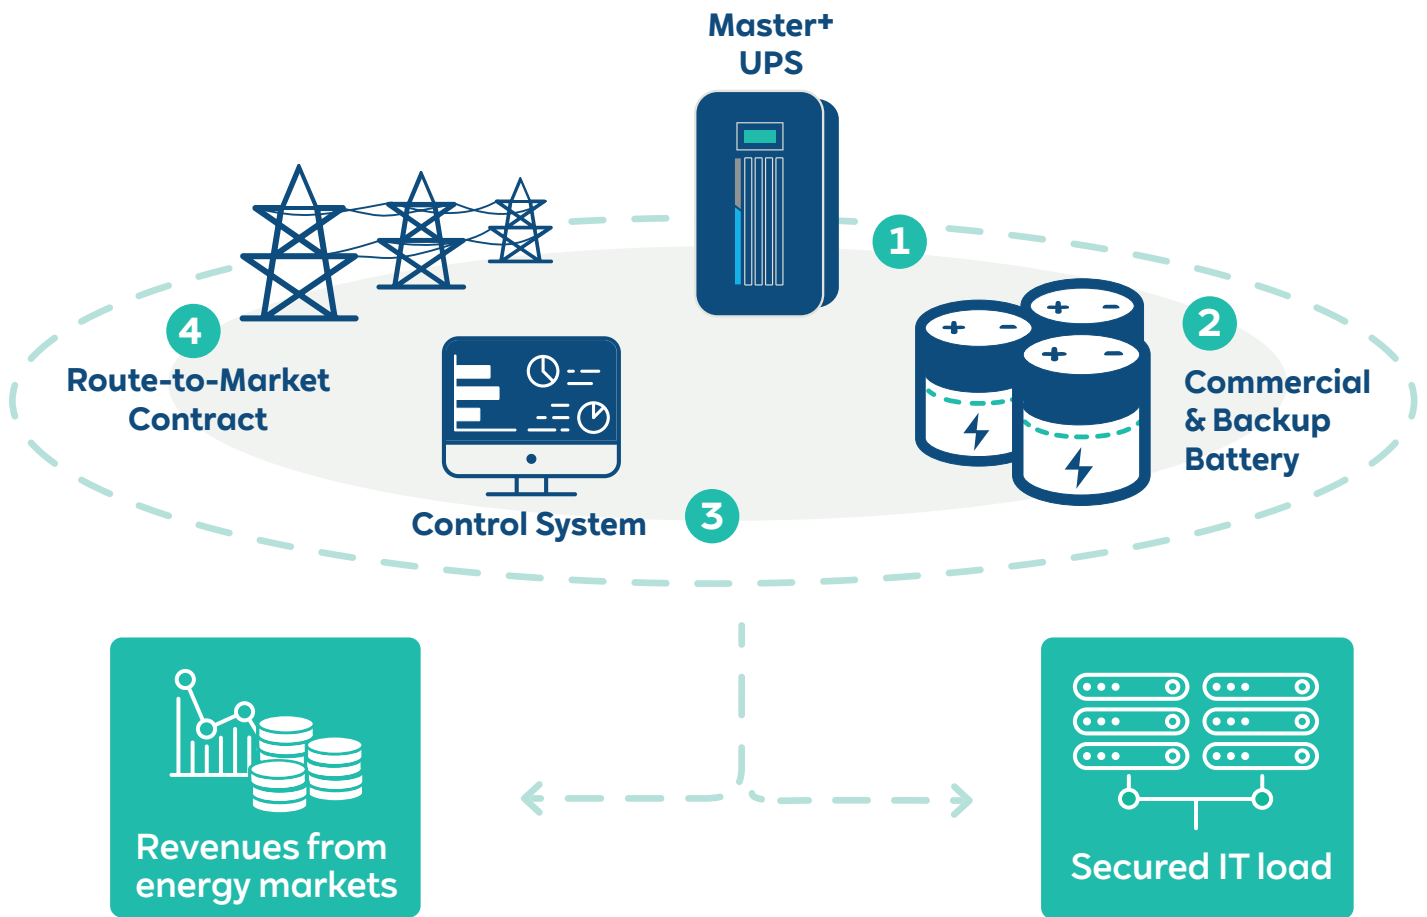 Master+
UPS
1
2
Commercial
& Backup
Battery
3
Control System
4
Route-to-Market
Contract
Revenues from
energy markets
Secured IT load